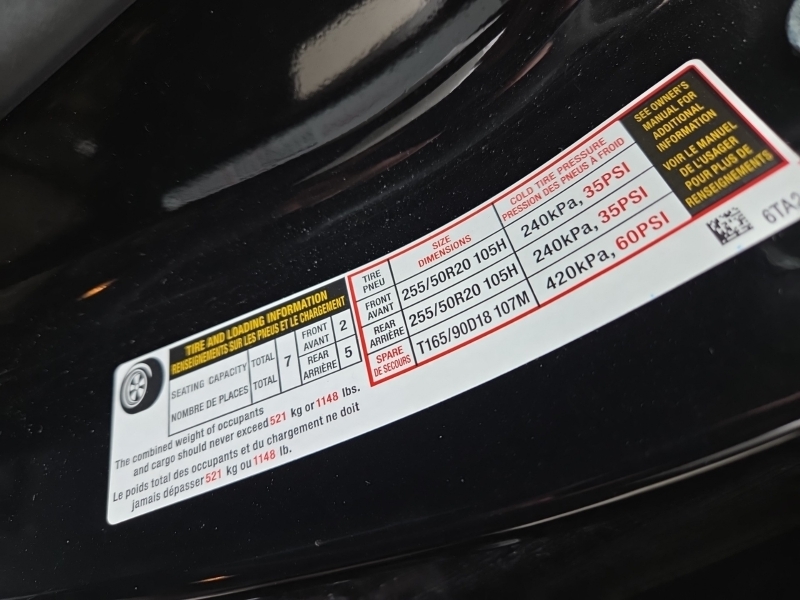 TIRE AND LOADING INFORMATION
RENSEIGNEMENTS SUR LES PNEUS ET LE CHARGEMENT
SEATING CAPACITY TOTAL 7 FRONT AVANT 2
NOMBRE DE PLACES TOTAL REAR ARRIÈRE 5
The combined weight of occupants
and cargo should never exceed 521 kg or 1148 lbs.
Le poids total des occupants et du chargement ne doit
jamais dépasser 521 kg ou 1148 lb.
TIRE PNEU SIZE DIMENSIONS COLD TIRE PRESSURE PRESSION DES PNEUS À FROID
FRONT AVANT 255/50R20 105H 240kPa, 35PSI
REAR ARRIÈRE 255/50R20 105H 240kPa, 35PSI
SPARE DE SECOURS T165/90D18 107M 420kPa, 60PSI
SEE OWNER'S
MANUAL FOR
ADDITIONAL
INFORMATION
VOIR LE MANUEL
DE L'USAGER
POUR PLUS DE
RENSEIGNEMENTS
6TA2